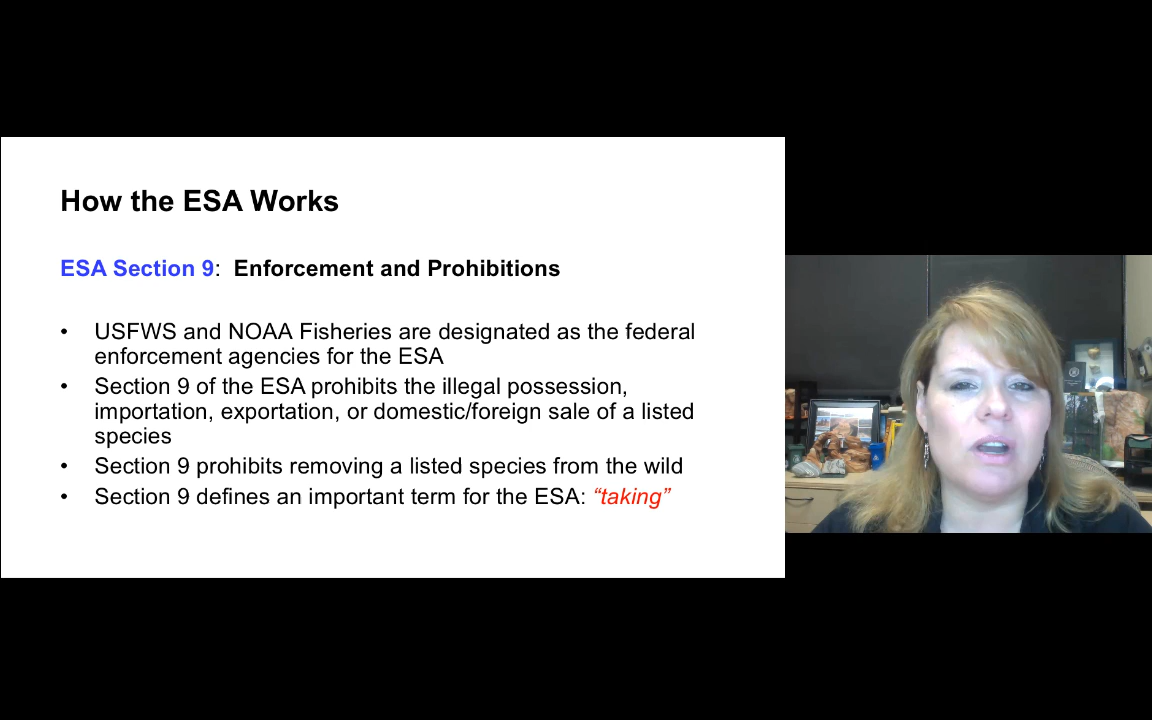 How the ESA Works
ESA Section 9:  Enforcement and Prohibitions
• USFWS and NOAA Fisheries are designated as the federal
enforcement agencies for the ESA
• Section 9 of the ESA prohibits the illegal possession,
importation, exportation, or domestic/foreign sale of a listed
species
• Section 9 prohibits removing a listed species from the wild
• Section 9 defines an important term for the ESA: “taking”